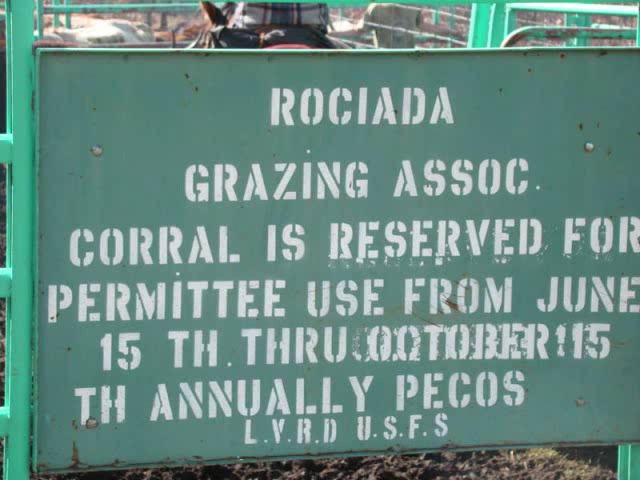 ROCIADA
GRAZING ASSOC.
CORRAL IS RESERVED FOR
PERMITTEE USE FROM JUNE
15 TH. THRU OCTOBER 15
TH ANNUALLY PECOS
L.V.R.D U.S.F.S